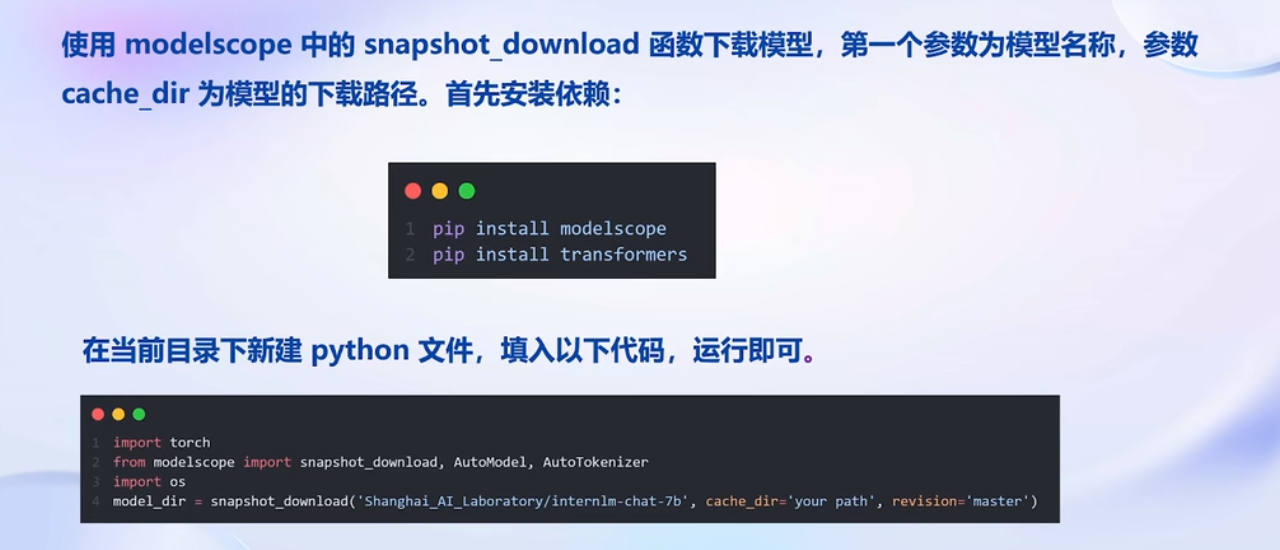 使用 modelscope 中的 snapshot_download 函数下载模型，第一个参数为模型名称，参数
cache_dir 为模型的下载路径。首先安装依赖：
1 pip install modelscope
2 pip install transformers
在当前目录下新建 python 文件，填入以下代码，运行即可。
1 import torch
2 from modelscope import snapshot_download, AutoModel, AutoTokenizer
3 import os
4 model_dir = snapshot_download('Shanghai_AI_Laboratory/internlm-chat-7b', cache_dir='your path', revision='master')